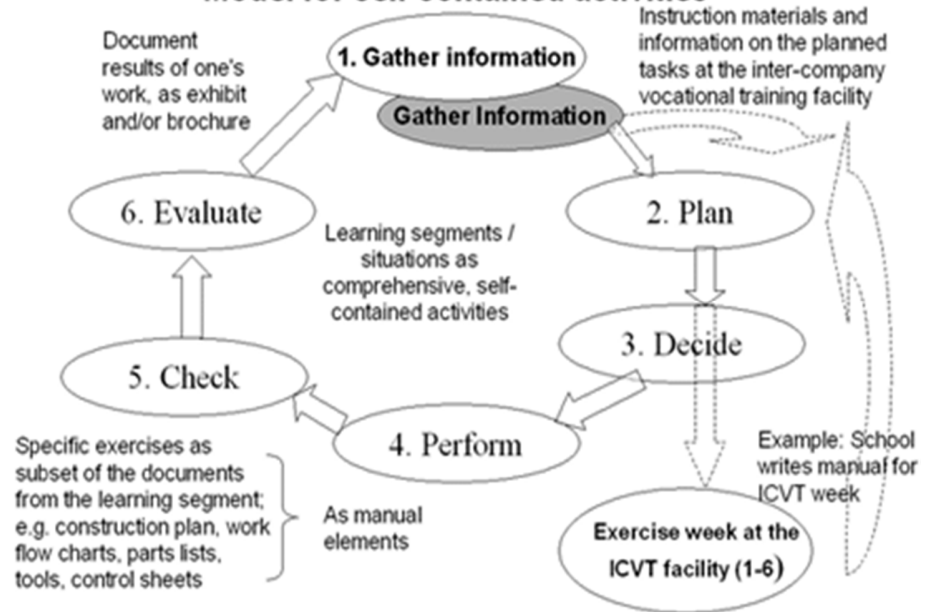 Document
results of one's
work, as exhibit
and/or brochure
1. Gather information
Gather Information
Instruction materials and
information on the planned
tasks at the inter-company
vocational training facility
6. Evaluate
2. Plan
Learning segments /
situations as
comprehensive, self-
contained activities
3. Decide
5. Check
4. Perform
Specific exercises as
subset of the documents
from the learning segment;
e.g. construction plan, work
flow charts, parts lists,
tools, control sheets
As manual
elements
Example: School
writes manual for
ICVT week
Exercise week at the
ICVT facility (1-6)